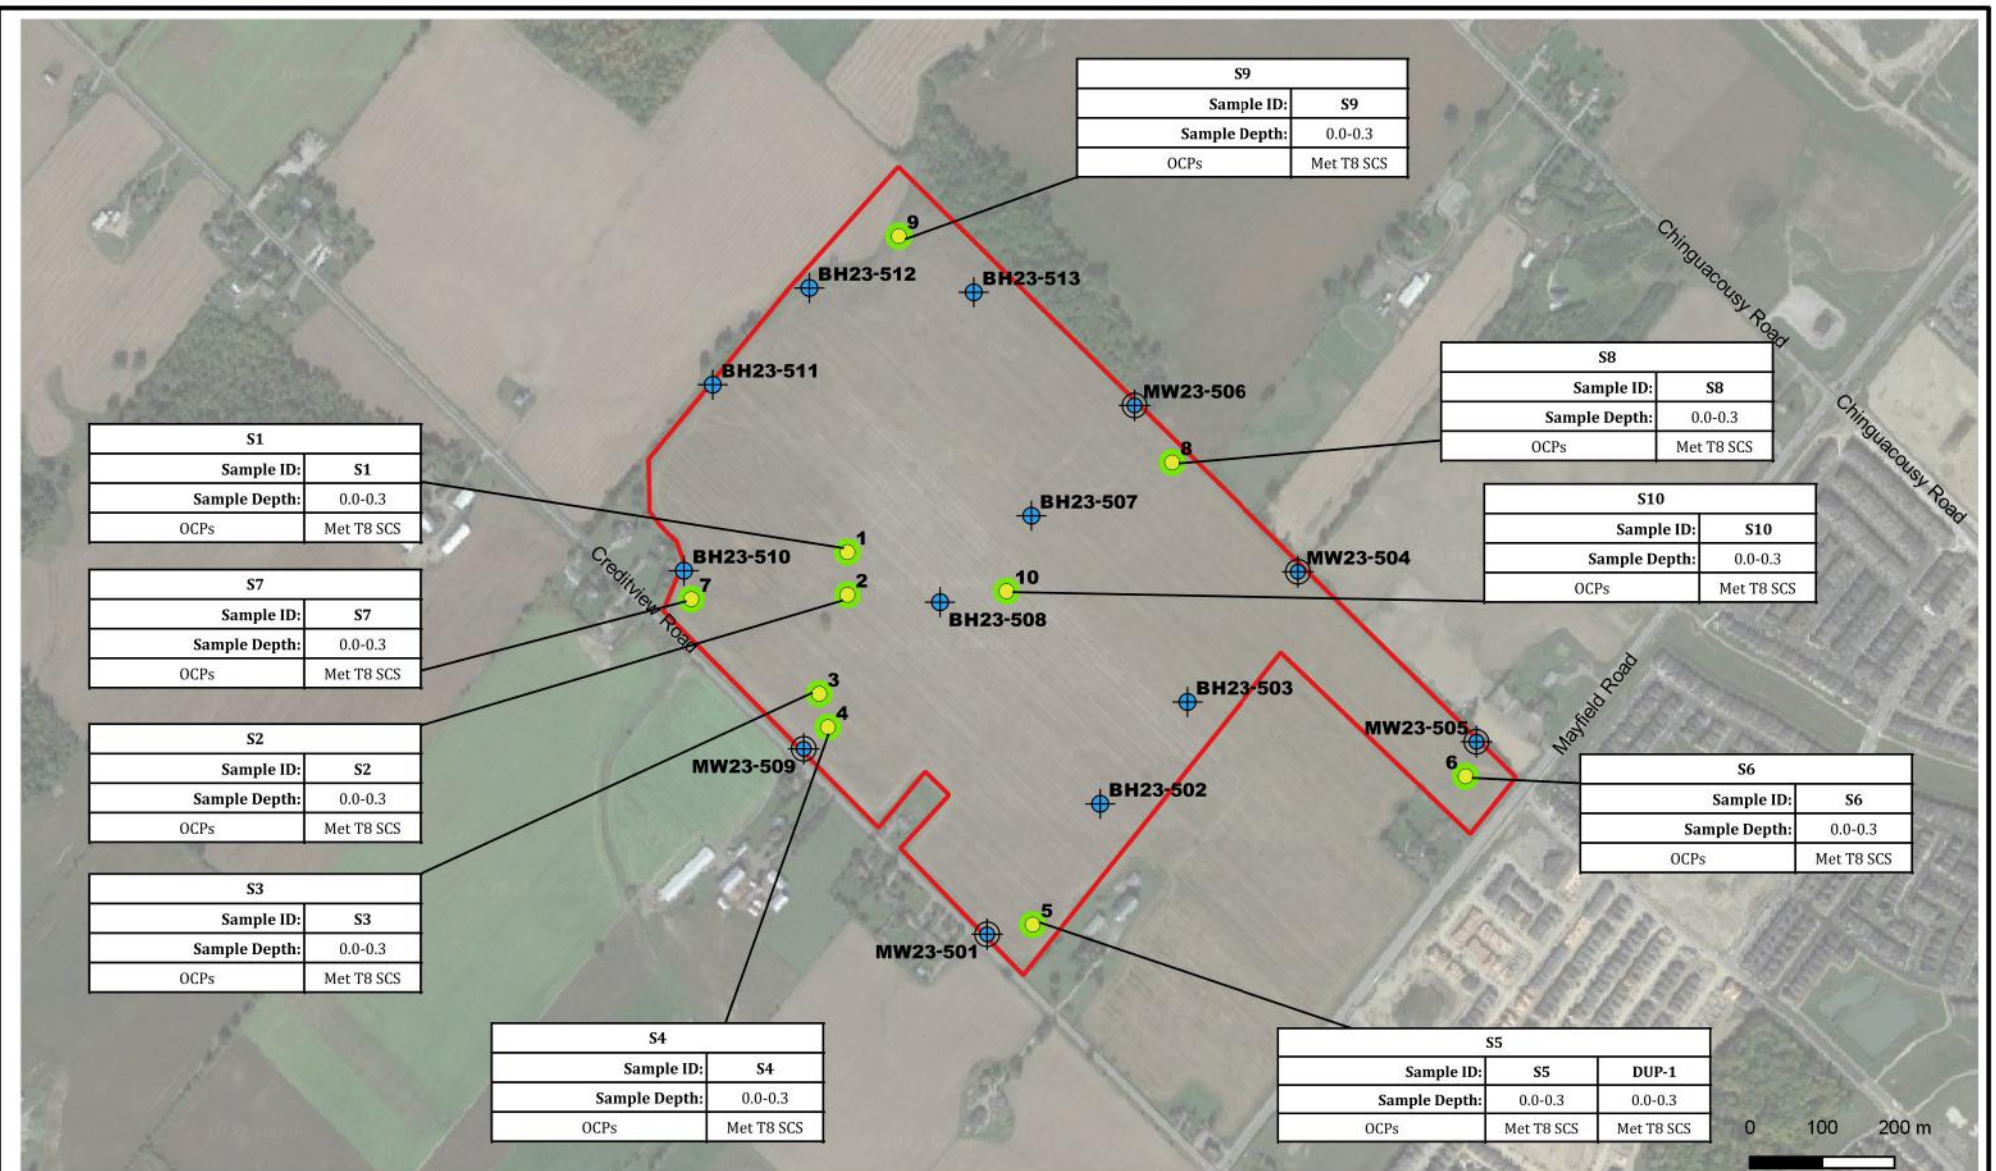 S9
Sample ID: S9
Sample Depth: 0.0-0.3
OCPs Met T8 SCS
9
BH23-512
BH23-513
Chinguacousy Road
BH23-511
MW23-506
S8
Sample ID: S8
Sample Depth: 0.0-0.3
OCPs Met T8 SCS
8
Chinguacousy Road
S1
Sample ID: S1
Sample Depth: 0.0-0.3
OCPs Met T8 SCS
BH23-507
S10
Sample ID: S10
Sample Depth: 0.0-0.3
OCPs Met T8 SCS
1
BH23-510
MW23-504
Creditview Road
7
2
10
BH23-508
S7
Sample ID: S7
Sample Depth: 0.0-0.3
OCPs Met T8 SCS
3
BH23-503
4
Mayfield Road
MW23-505
MW23-509
6
S2
Sample ID: S2
Sample Depth: 0.0-0.3
OCPs Met T8 SCS
BH23-502
S6
Sample ID: S6
Sample Depth: 0.0-0.3
OCPs Met T8 SCS
S3
Sample ID: S3
Sample Depth: 0.0-0.3
OCPs Met T8 SCS
5
MW23-501
S4
Sample ID: S4
Sample Depth: 0.0-0.3
OCPs Met T8 SCS
S5
Sample ID: S5 DUP-1
Sample Depth: 0.0-0.3 0.0-0.3
OCPs Met T8 SCS Met T8 SCS
0 100 200 m